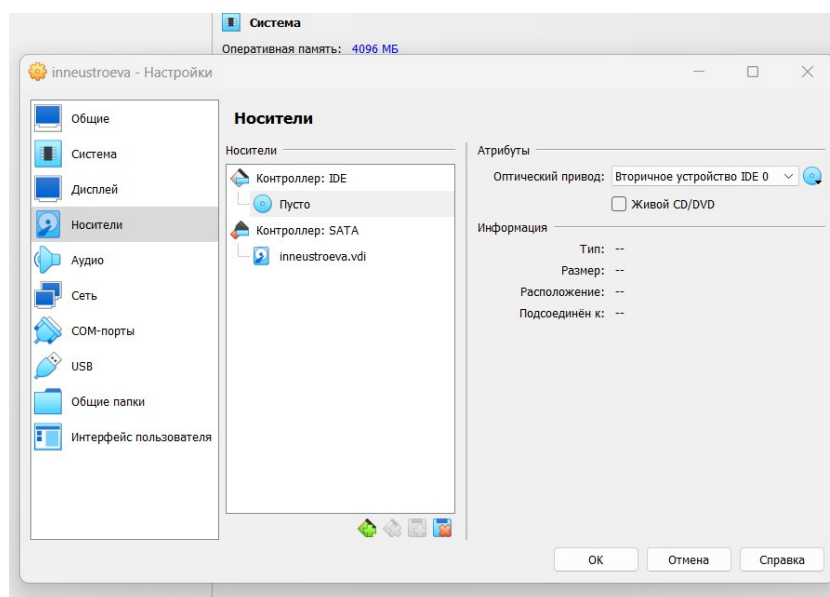 Система
Оперативная память: 4096 МБ
inneustroeva - Настройки
Общие
Система
Дисплей
Носители
Аудио
Сеть
COM-порты
USB
Общие папки
Интерфейс пользователя
Носители
Носители
Контроллер: IDE
Пусто
Контроллер: SATA
inneustroeva.vdi
Атрибуты
Оптический привод: Вторичное устройство IDE 0
Живой CD/DVD
Информация
Тип: --
Размер: --
Расположение: --
Подсоединён к: --
ОК Отмена Справка